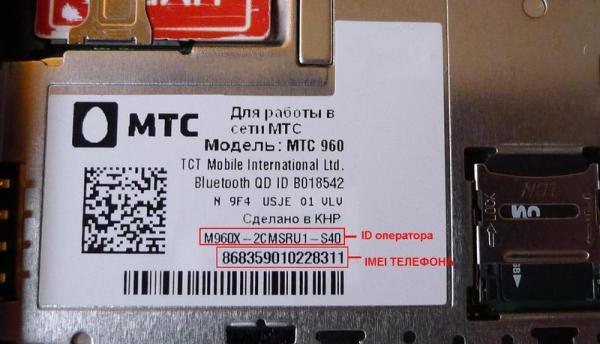 МТС
Для работы в
сети МТС
Модель: МТС 960
TCT Mobile International Ltd.
Bluetooth QD ID B018542
N 9F4 USJE 01 VLV
Сделано в КНР
M960X-2CMSRU1-S40
ID оператора
868359010228311
IMEI ТЕЛЕФОНА
LOCK